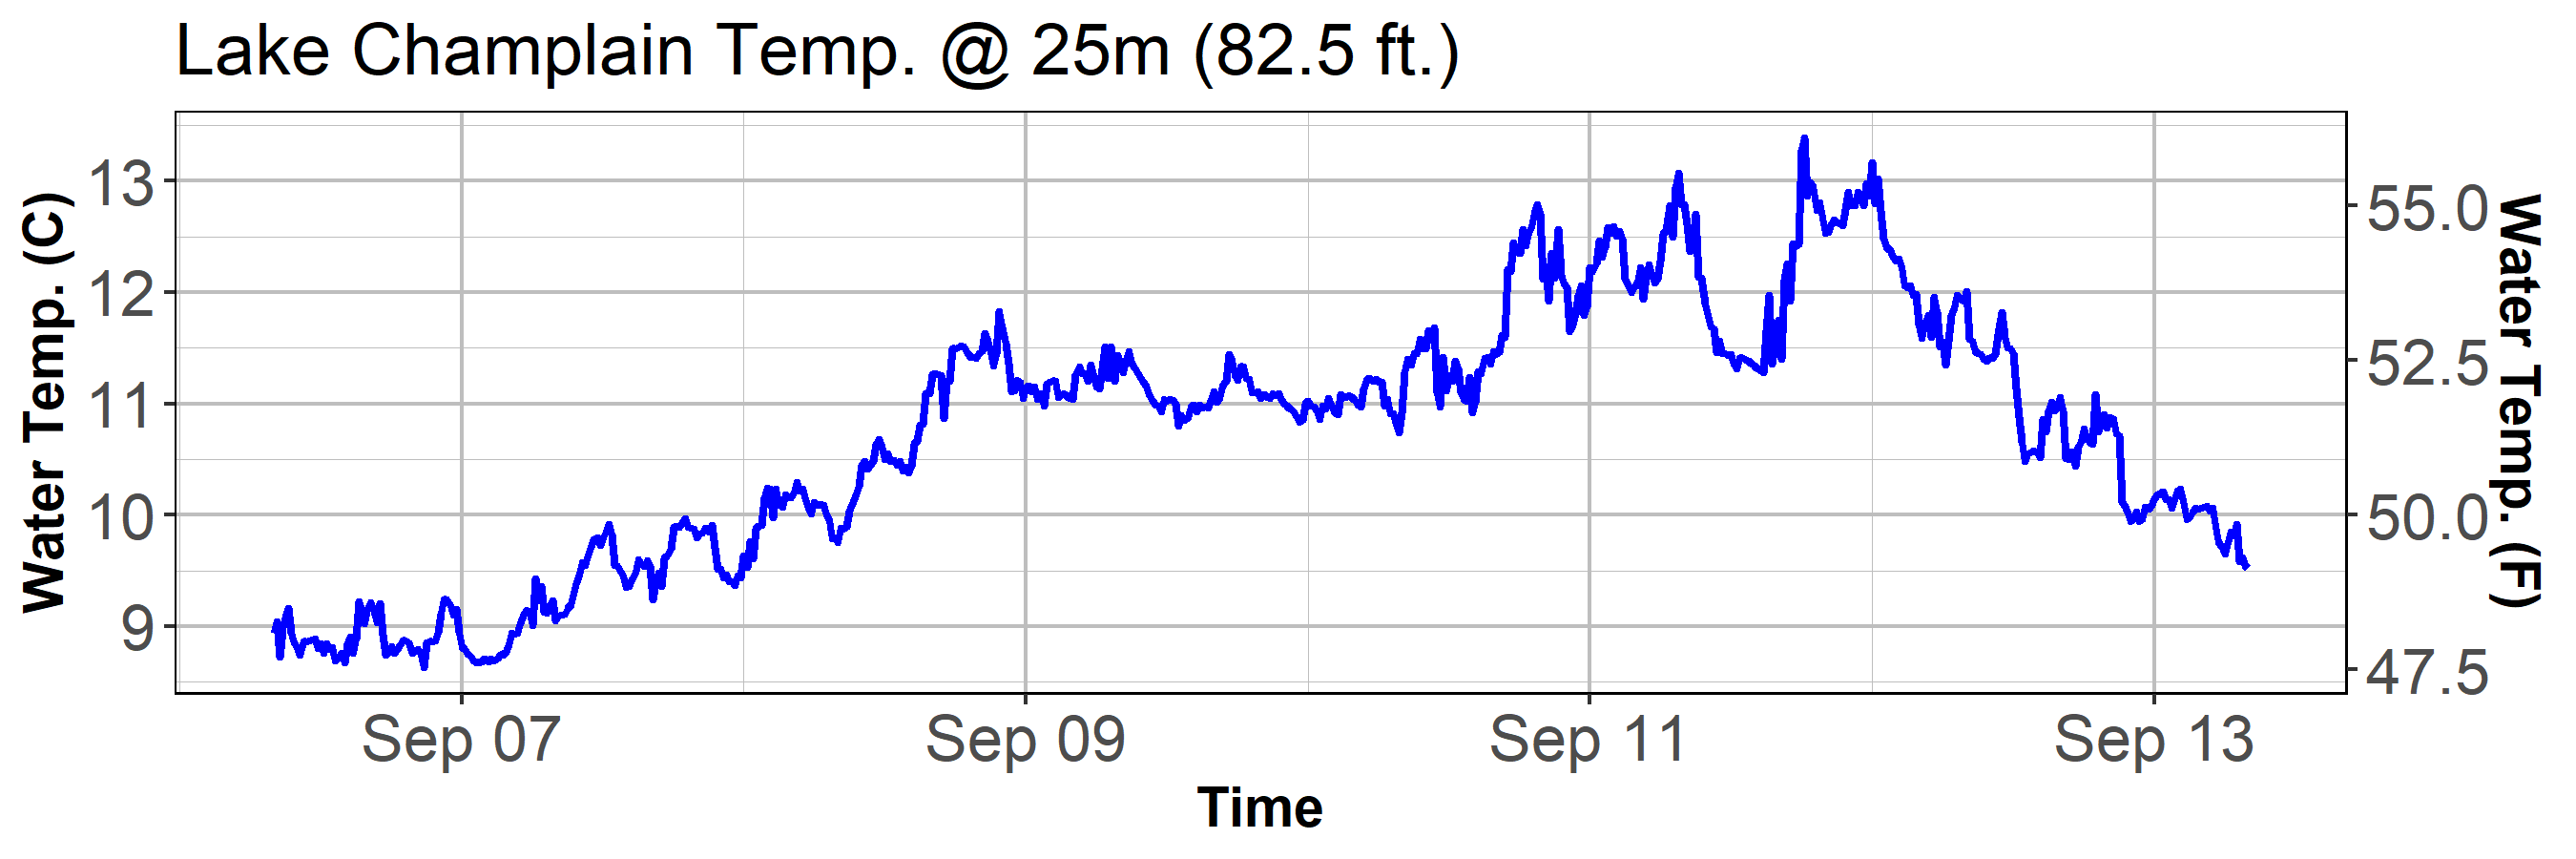 Lake Champlain Temp. @ 25m (82.5 ft.)
Water Temp. (C)
13
12
11
10
9
55.0
52.5
50.0
47.5
Water Temp. (F)
Sep 07
Sep 09
Sep 11
Sep 13
Time